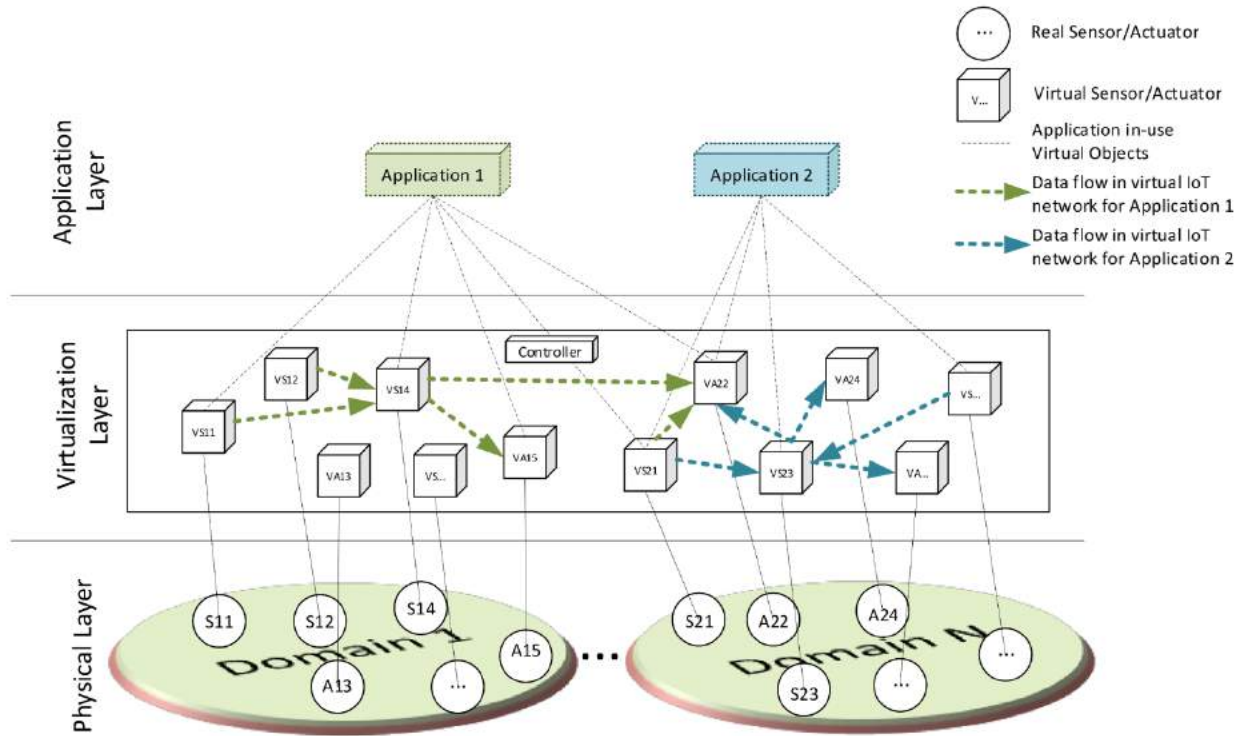 ...
Real Sensor/Actuator
V...
Virtual Sensor/Actuator
Application in-use
Virtual Objects
Data flow in virtual IoT
network for Application 1
Data flow in virtual IoT
network for Application 2
Application
Layer
Application 1
Application 2
Virtualization
Layer
Controller
VS12
VS14
VA22
VA24
VS...
VS11
VA13
VS...
VA15
VS21
VS23
VA...
Physical Layer
S11
S12
S14
A15
A13
...
Domain 1
...
S21
A22
A24
...
S23
...
Domain N